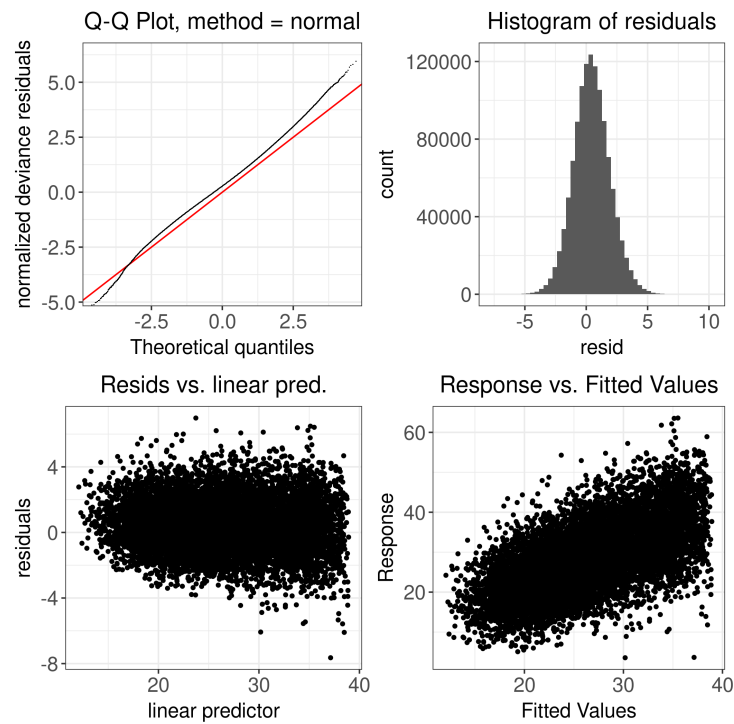 Q-Q Plot, method = normal
normalized deviance residuals
5.0
2.5
0.0
-2.5
-5.0
-2.5 0.0 2.5
Theoretical quantiles
Histogram of residuals
count
120000
80000
40000
0
-5 0 5 10
resid
Resids vs. linear pred.
residuals
4
0
-4
-8
20 30 40
linear predictor
Response vs. Fitted Values
Response
60
40
20
20 30 40
Fitted Values